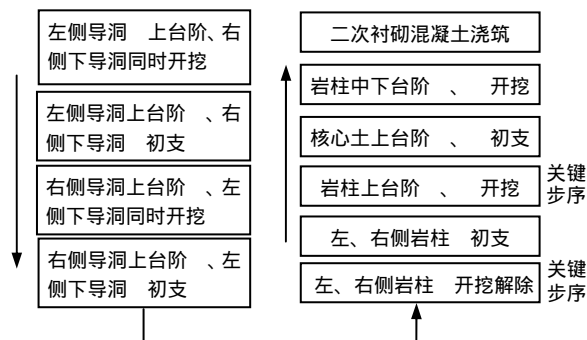 左侧导洞 上台阶、右
侧下导洞同时开挖
左侧导洞上台阶 、右
侧下导洞 初支
右侧导洞上台阶 、左
侧下导洞同时开挖
右侧导洞上台阶 、左
侧下导洞 初支
二次衬砌混凝土浇筑
岩柱中下台阶 、 开挖
核心土上台阶 、 初支
岩柱上台阶 、 开挖
关键
步序
左、右侧岩柱 初支
左、右侧岩柱 开挖解除
关键
步序